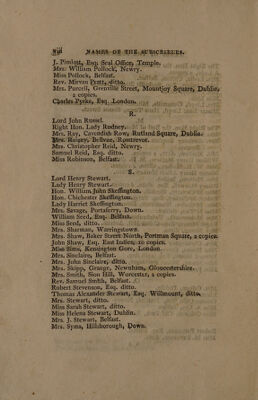 viii NAMES OF THE SUBSCRIBERS.
J. Pimlott, Esq. Seal Office, Temple.
Mrs. William Pollock, Newry.
Miss Pollock, Belfast.
Rev. Mirvan Pratt, ditto.
Mrs. Purcell, Grenville Street, Mountjoy Square, Dublin,
2 copies.
Charles Pyrke, Esq. London.
R.
Lord John Russel.
Right Hon. Lady Rodney.
Mrs. Ray, Cavendish Row, Rutland Square, Dublin.
Mrs. Bellvue, Rosstrevor.
Mrs. Christopher Reid, Newry.
Samuel Reid, Esq. ditto.
Miss Robinson, Belfast.
S.
Lord Henry Stewart.
Lady Henry Stewart.
Hon. William John Skeffington.
Hon. Chichester Skeffington.
Lady Harriet Skeffington.
Mrs. Savage, Portaferry, Down.
William Seed, Esq. Belfast.
Miss Seed, ditto.
Mrs. Sharman, Warringstown.
Mrs. Shaw, Baker Street North, Portman Square, 2 copies.
John Shaw, Esq. East Indies, 20 copies.
Miss Sims, Kensington Gore, London.
Mrs. Sinclaire, Belfast.
Mrs. John Sinclaire, ditto.
Mrs. Skipp, Grange, Newnham, Gloucestershire.
Mrs. Smith, Sion Hill, Worcester, 2 copies.
Rev. Samuel Smith, Belfast.
Robert Stevenson, Esq. ditto.
Thomas Alexander Stewart, Esq. Willmount, ditto.
Mrs. Stewart, ditto.
Miss Sarah Stewart, ditto.
Miss Helena Stewart, Dublin.
Mrs. J. Stewart, Belfast.
Mrs. Syms, Hillsborough, Down.